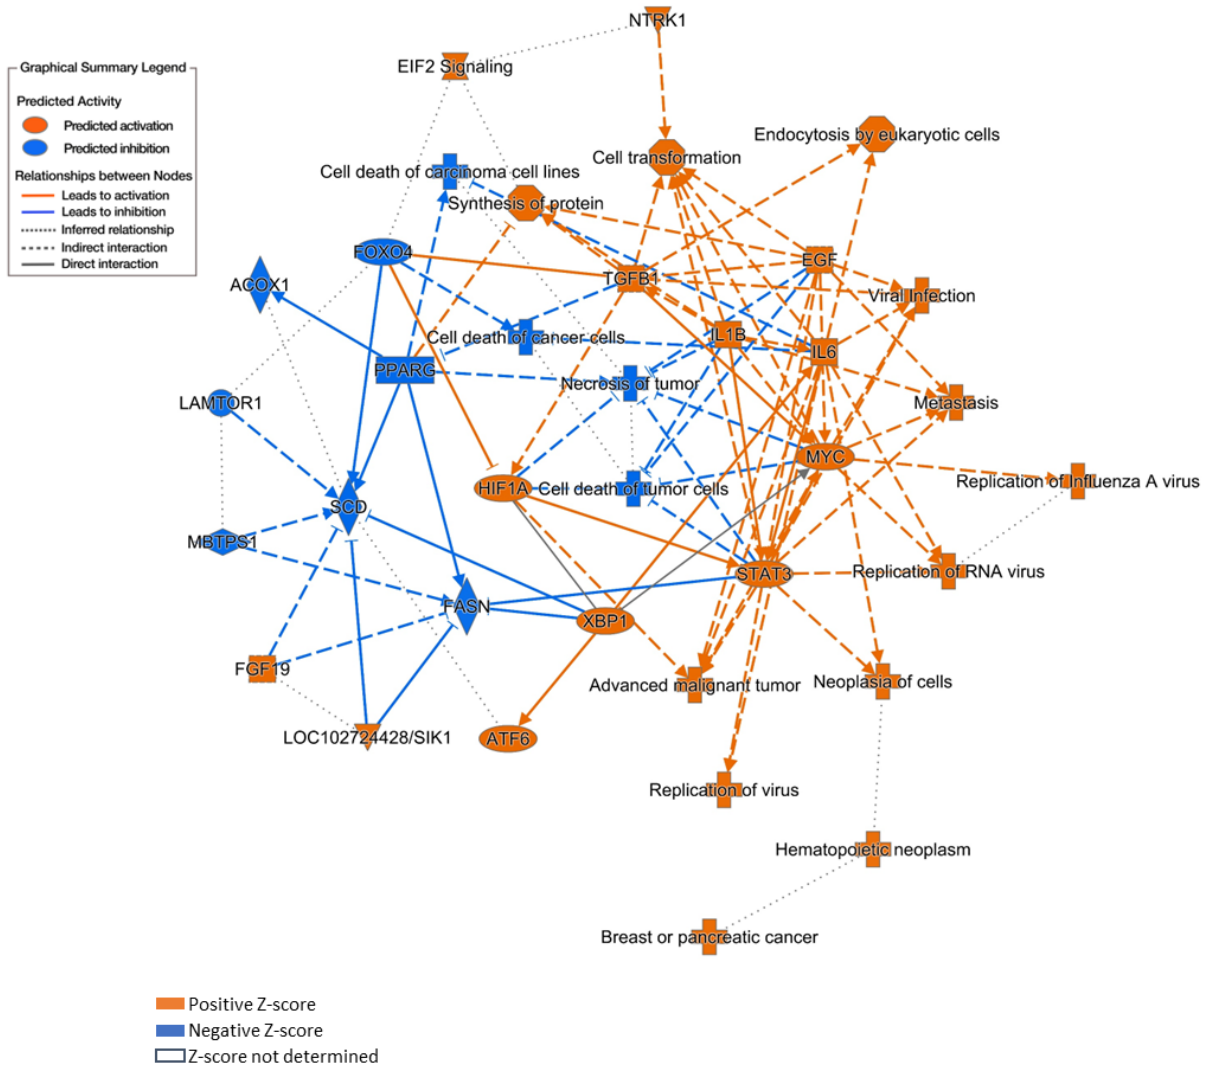 NTRK1
EIF2 Signaling
Graphical Summary Legend
Predicted Activity
Predicted activation
Predicted inhibition
Relationships between Nodes
Leads to activation
Leads to inhibition
Inferred relationship
Indirect interaction
Direct interaction
Endocytosis by eukaryotic cells
Cell transformation
Cell death of carcinoma cell lines
Synthesis of protein
FOXO4
EGF
TGFB1
ACOX1
Viral Infection
Cell death of cancer cells
IL1B
IL6
PPARG
Necrosis of tumor
LAMTOR1
Metastasis
MYC
Replication of Influenza A virus
HIF1A
Cell death of tumor cells
SCD
MBTPS1
STAT3
Replication of RNA virus
FASN
XBP1
FGF19
Advanced malignant tumor
Neoplasia of cells
LOC102724428/SIK1
ATF6
Replication of virus
Hematopoietic neoplasm
Breast or pancreatic cancer
Positive Z-score
Negative Z-score
Z-score not determined